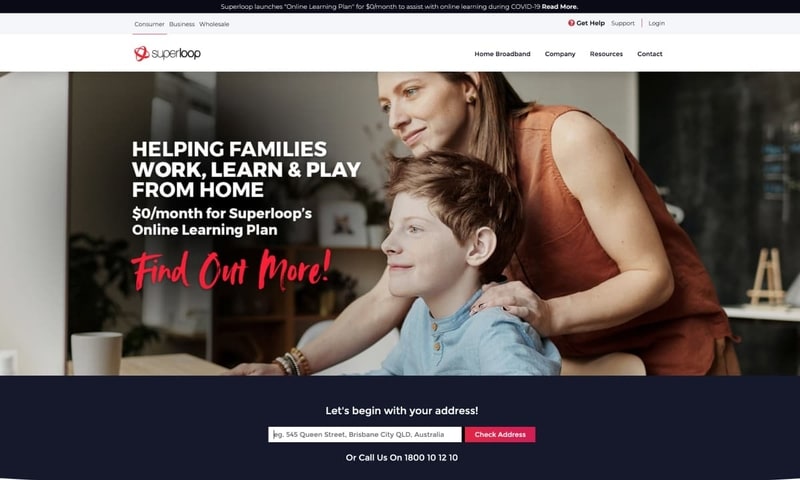 Superloop launches "Online Learning Plan" for $0/month to assist with online learning during COVID-19 Read More.
Consumer Business Wholesale
Get Help Support Login
superloop
Home Broadband Company Resources Contact
HELPING FAMILIES
WORK, LEARN & PLAY
FROM HOME
$0/month for Superloop's
Online Learning Plan
Find Out More!
Let's begin with your address!
eg. 545 Queen Street, Brisbane City QLD, Australia
Check Address
Or Call Us On 1800 10 12 10